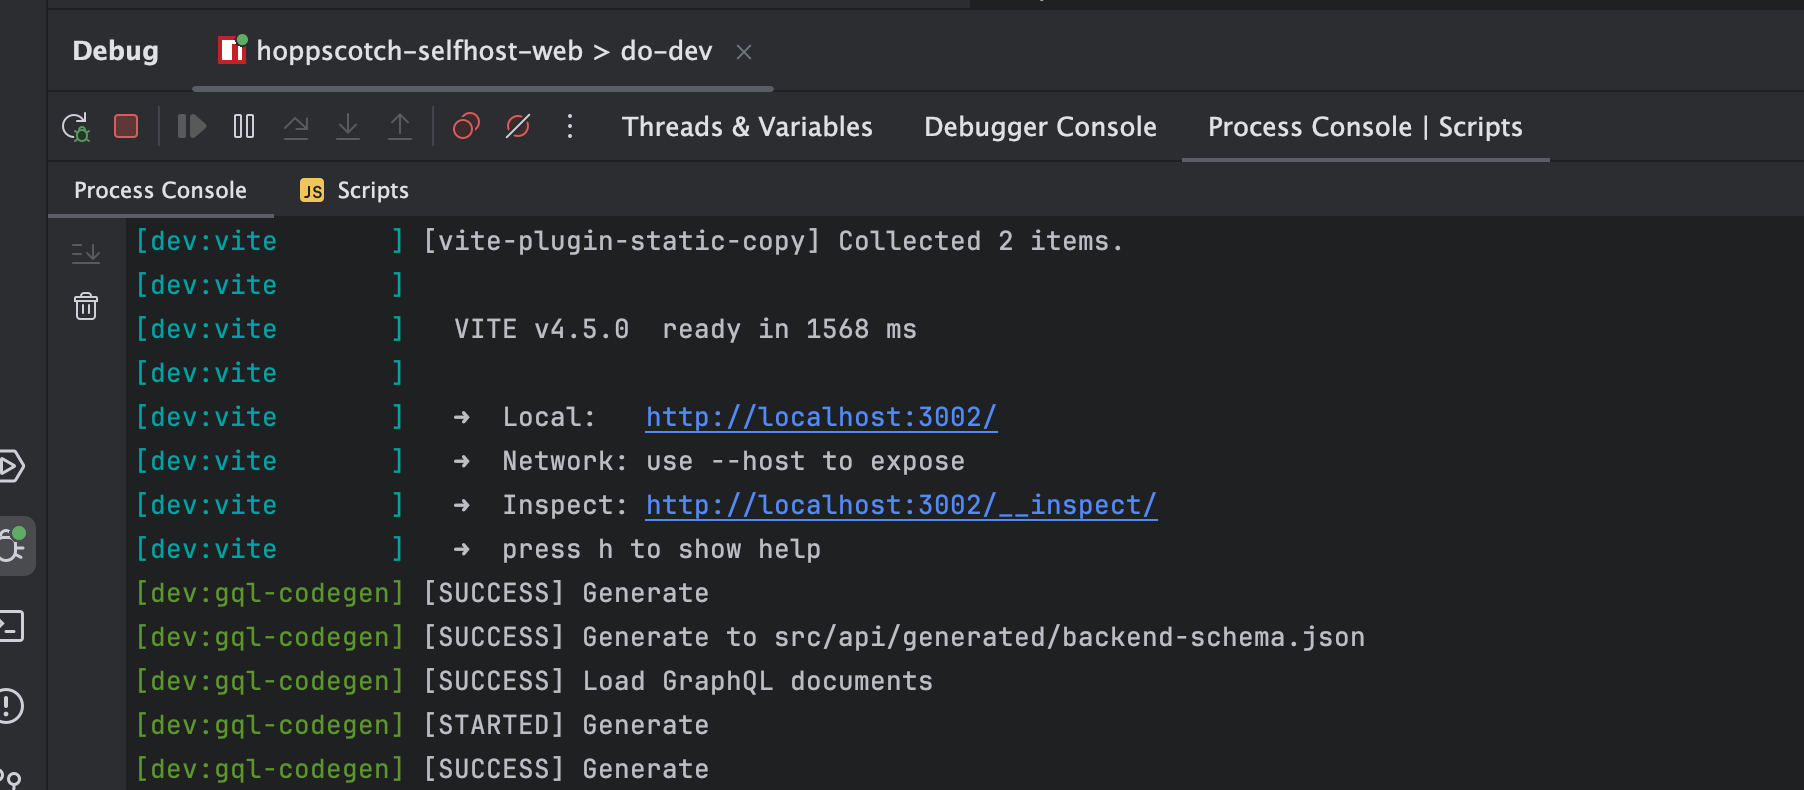 Debug hoppscotch-selfhost-web > do-dev
Threads & Variables Debugger Console Process Console | Scripts
Process Console JS Scripts
[dev:vite       ] [vite-plugin-static-copy] Collected 2 items.
[dev:vite       ]
[dev:vite       ]   VITE v4.5.0  ready in 1568 ms
[dev:vite       ]
[dev:vite       ]   ➜  Local:   http://localhost:3002/
[dev:vite       ]   ➜  Network: use --host to expose
[dev:vite       ]   ➜  Inspect: http://localhost:3002/__inspect/
[dev:vite       ]   ➜  press h to show help
[dev:gql-codegen] [SUCCESS] Generate
[dev:gql-codegen] [SUCCESS] Generate to src/api/generated/backend-schema.json
[dev:gql-codegen] [SUCCESS] Load GraphQL documents
[dev:gql-codegen] [STARTED] Generate
[dev:gql-codegen] [SUCCESS] Generate